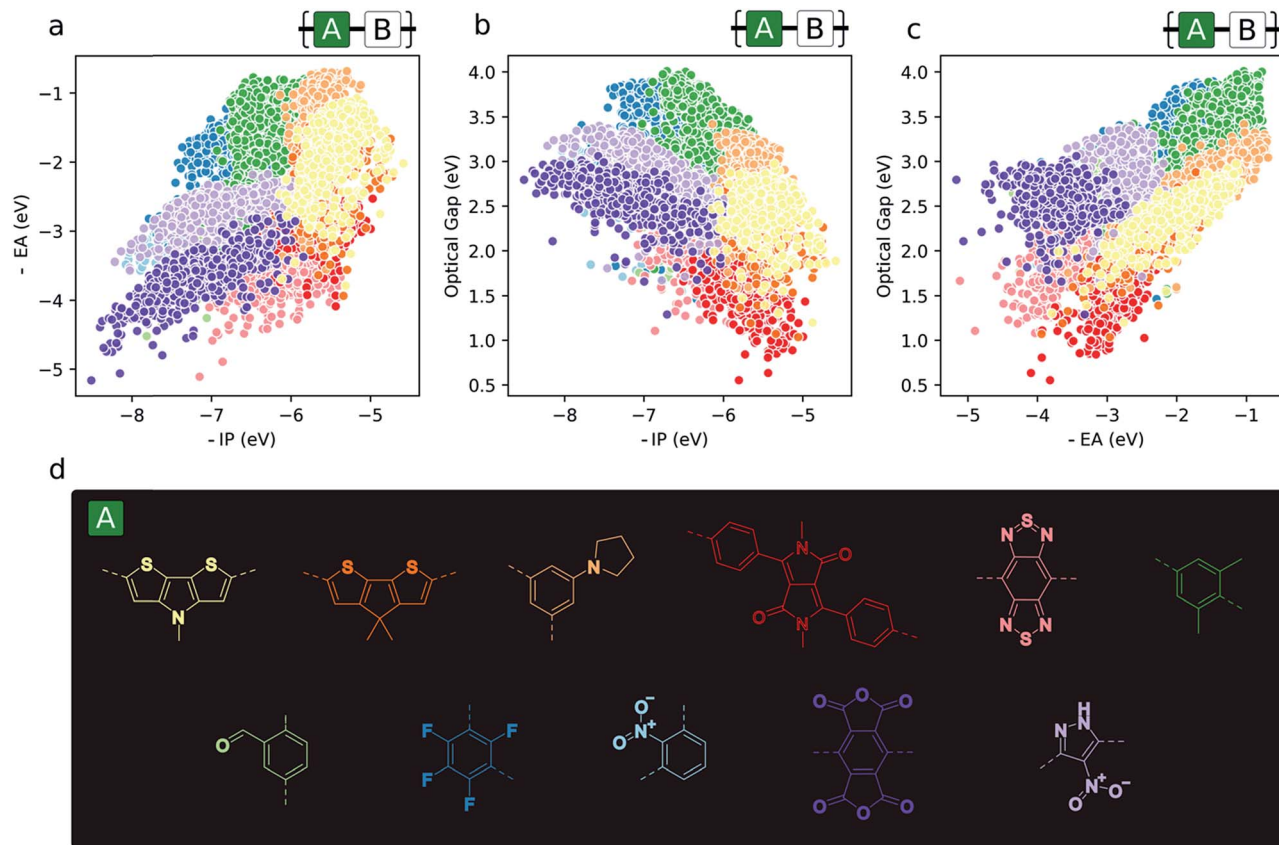 a
A B
b
A B
c
A B
−1
−2
−3
−4
−5
- EA (eV)
−8 −7 −6 −5
- IP (eV)
4.0
3.5
3.0
2.5
2.0
1.5
1.0
0.5
Optical Gap (eV)
−8 −7 −6 −5
- IP (eV)
4.0
3.5
3.0
2.5
2.0
1.5
1.0
0.5
Optical Gap (eV)
−5 −4 −3 −2 −1
- EA (eV)
d
A
S S
N
S S
N
N O
O N
S
N N
N N
S
O
F F
F
F
O−
N+
O
O O O
O O O
H
N N
N+
O O−